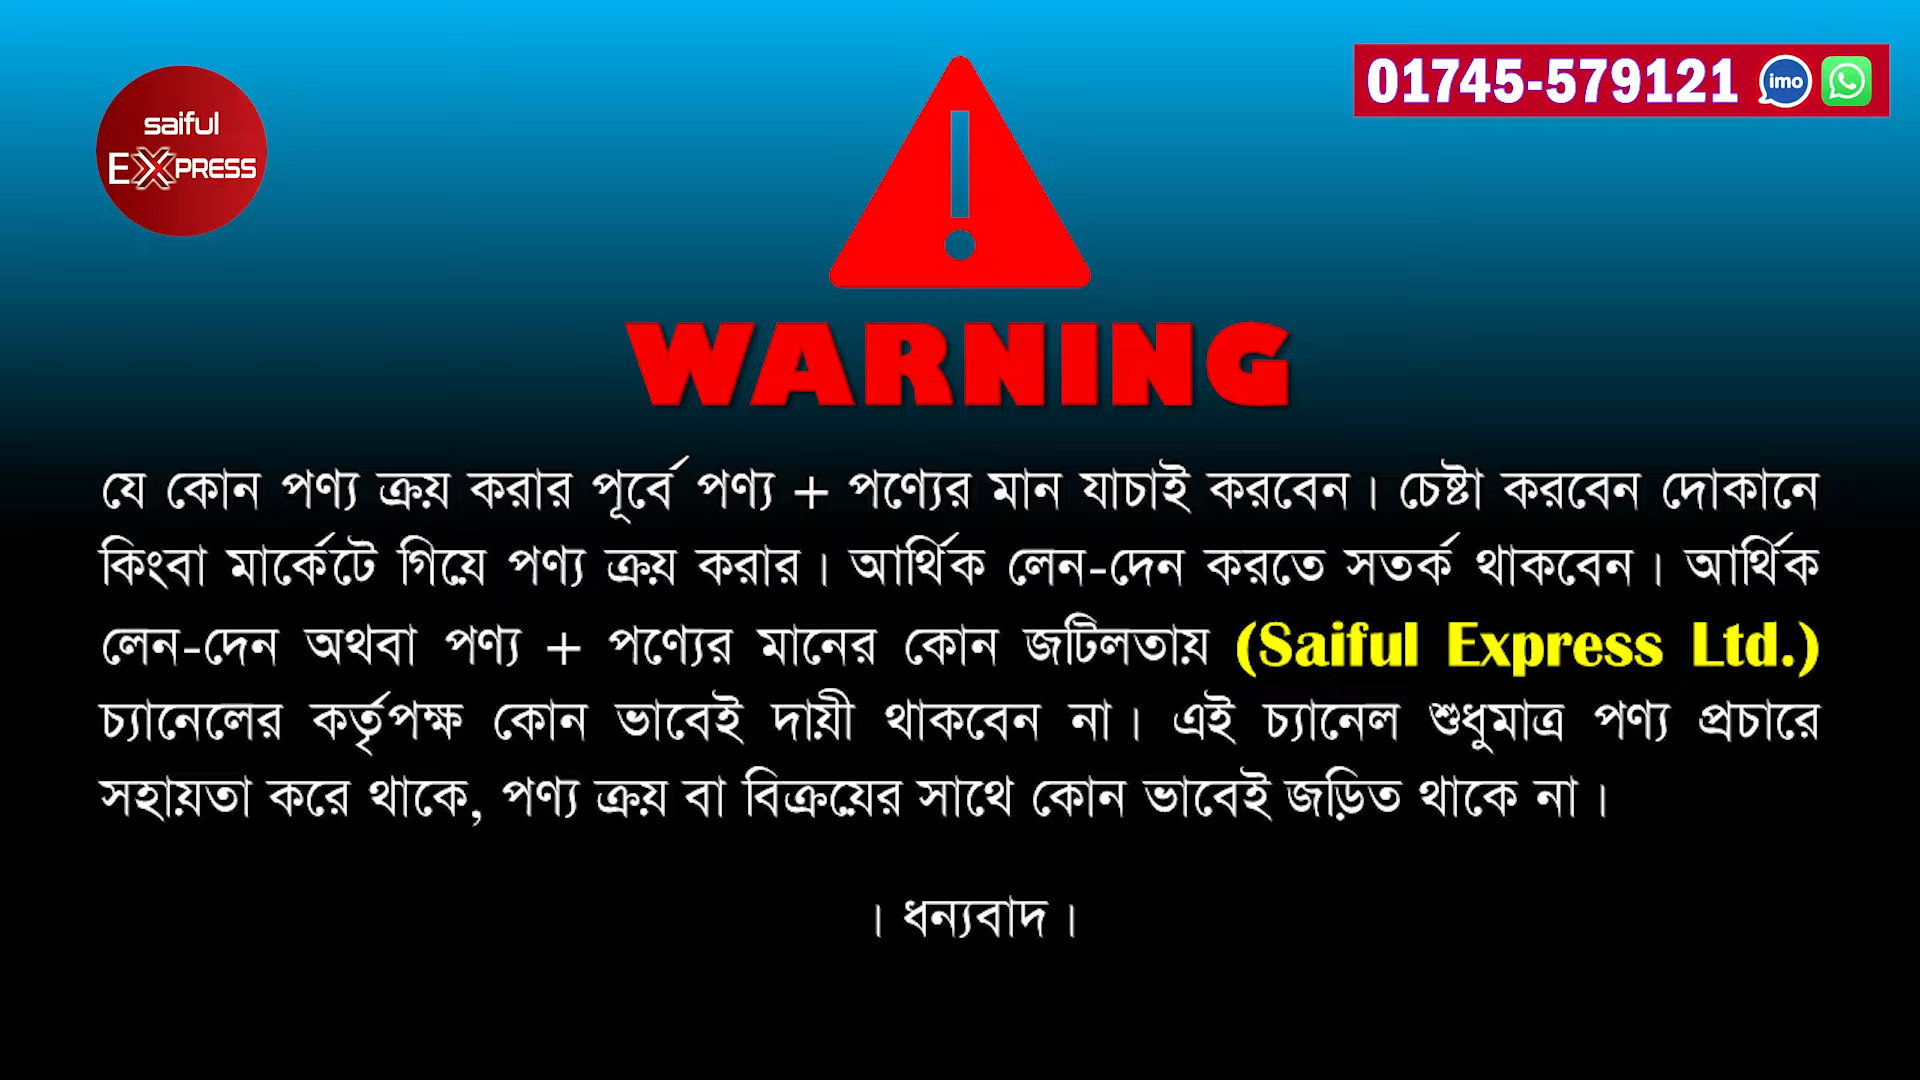 saiful
EXPRESS
01745-579121
imo
WARNING
যে কোন পণ্য ক্রয় করার পূর্বে পণ্য + পণ্যের মান যাচাই করবেন। চেষ্টা করবেন দোকানে
কিংবা মার্কেটে গিয়ে পণ্য ক্রয় করার। আর্থিক লেন-দেন করতে সতর্ক থাকবেন। আর্থিক
লেন-দেন অথবা পণ্য + পণ্যের মানের কোন জটিলতায় (Saiful Express Ltd.)
চ্যানেলের কর্তৃপক্ষ কোন ভাবেই দায়ী থাকবেন না। এই চ্যানেল শুধুমাত্র পণ্য প্রচারে
সহায়তা করে থাকে, পণ্য ক্রয় বা বিক্রয়ের সাথে কোন ভাবেই জড়িত থাকে না।
। ধন্যবাদ।